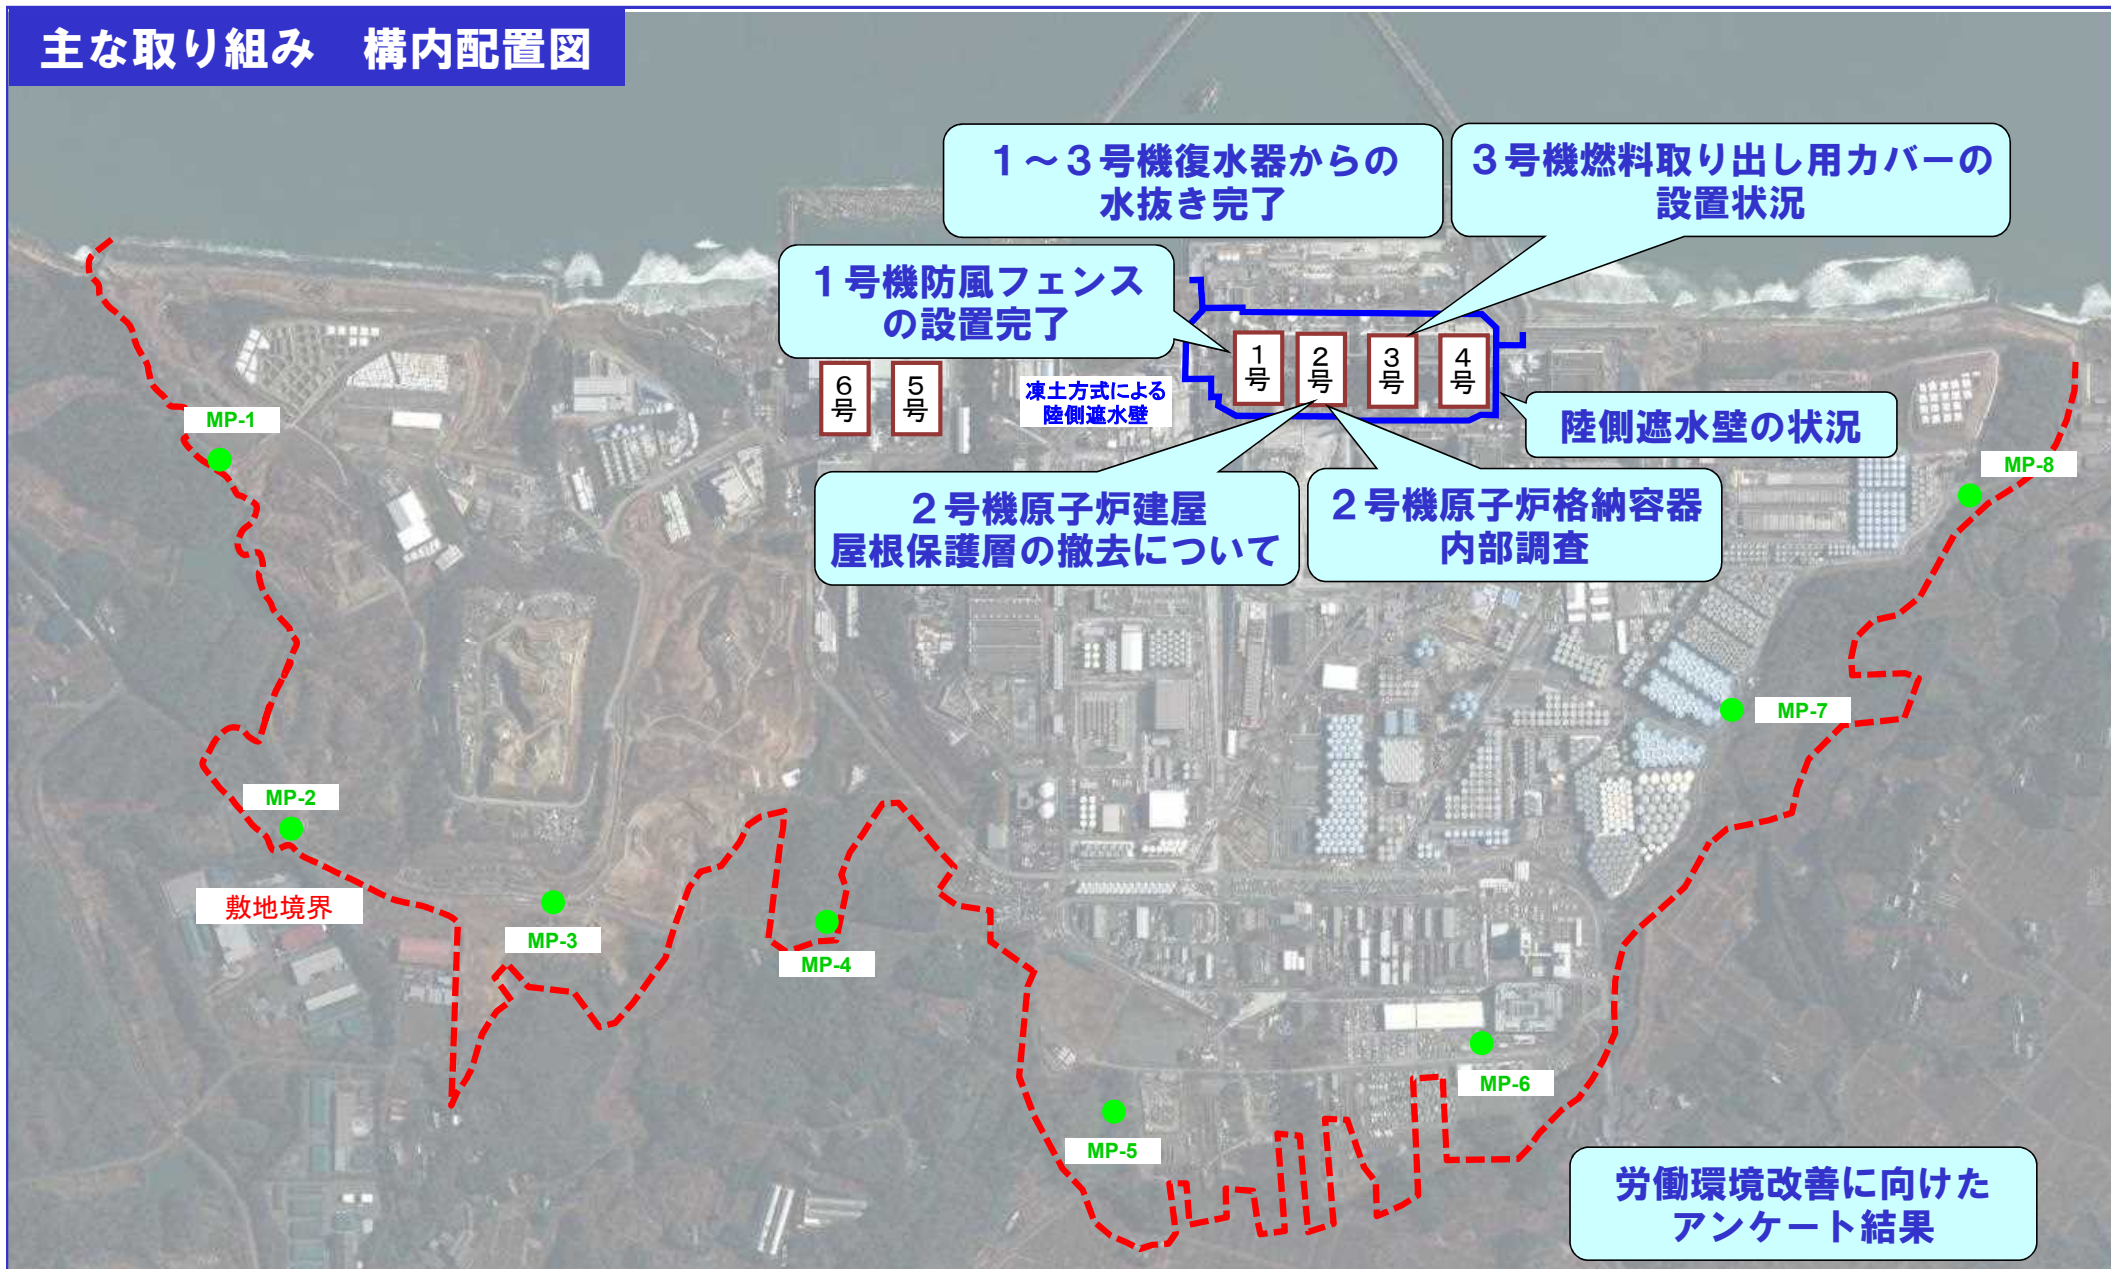 主な取り組み　構内配置図
１～３号機復水器からの
水抜き完了
３号機燃料取り出し用カバーの
設置状況
１号機防風フェンス
の設置完了
6号
5号
凍土方式による
陸側遮水壁
1号
2号
3号
4号
陸側遮水壁の状況
２号機原子炉建屋
屋根保護層の撤去について
２号機原子炉格納容器
内部調査
MP-1
MP-8
MP-7
MP-2
敷地境界
MP-3
MP-4
MP-6
MP-5
労働環境改善に向けた
アンケート結果